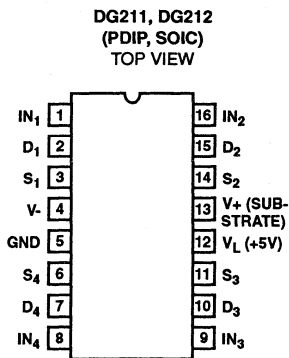 DG211, DG212
(PDIP, SOIC)
TOP VIEW
IN1 1 16 IN2
D1 2 15 D2
S1 3 14 S2
V- 4 13 V+ (SUB-
STRATE)
GND 5 12 VL (+5V)
S4 6 11 S3
D4 7 10 D3
IN4 8 9 IN3